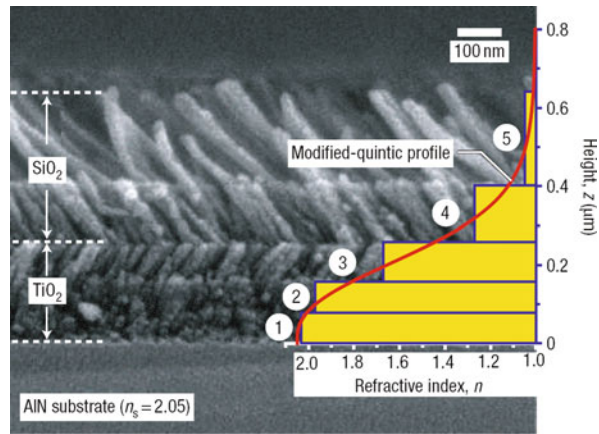 0.8
100 nm
0.6
5
Modified-quintic profile
SiO2
Height, z (μm)
0.4
4
3
0.2
TiO2
2
1
0
2.0 1.8 1.6 1.4 1.2 1.0
Refractive index, n
AlN substrate (ns = 2.05)